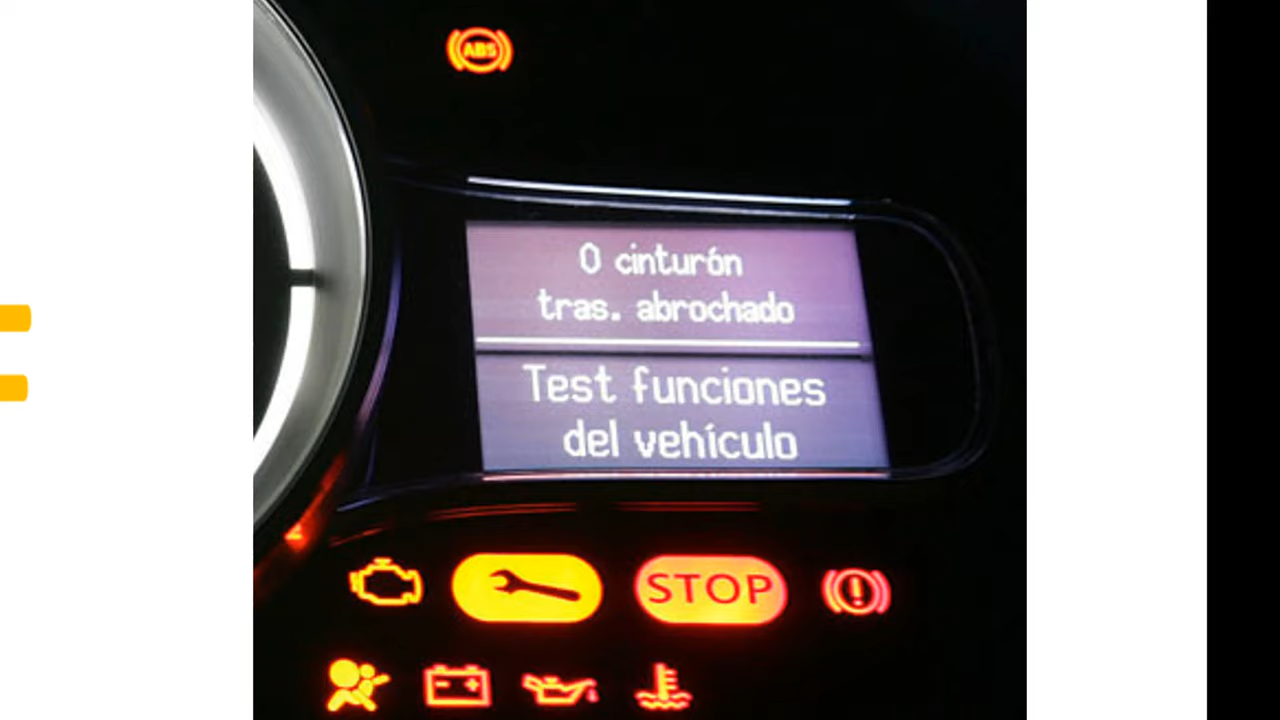 ABS
0 cinturón
tras. abrochado
Test funciones
del vehículo
STOP